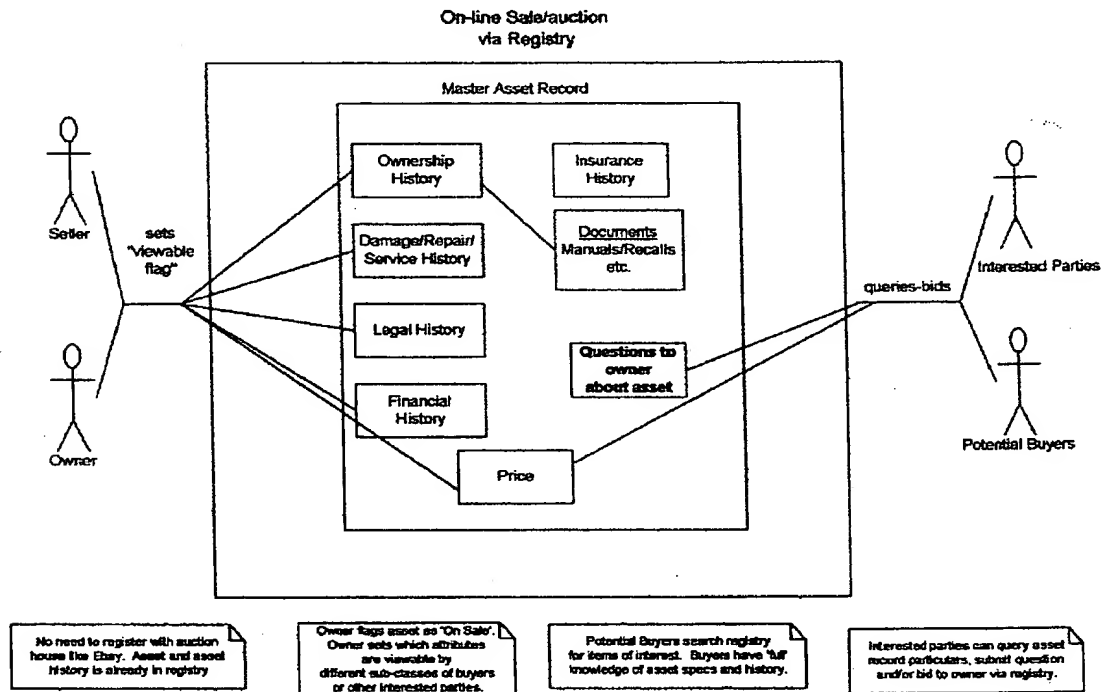 On-line Sale/auction
via Registry
Master Asset Record
Ownership
History
Insurance
History
Seller
sets
"Viewable
flag"
Damage/Repair/
Service History
Documents
Manuals/Recalls
etc.
Interested Parties
queries-bids
Legal History
Questions to
owner
about asset
Financial
History
Owner
Price
Potential Buyers
No need to register with auction
house like Ebay. Asset and asset
history is already in registry
Owner flags asset as "On Sale".
Owner sets which attributes
are viewable by
different sub-classes of buyers
or other interested parties.
Potential Buyers search registry
for items of interest. Buyers have "full"
knowledge of asset specs and history.
Interested parties can query asset
record particulars, submit question
and/or bid to owner via registry.